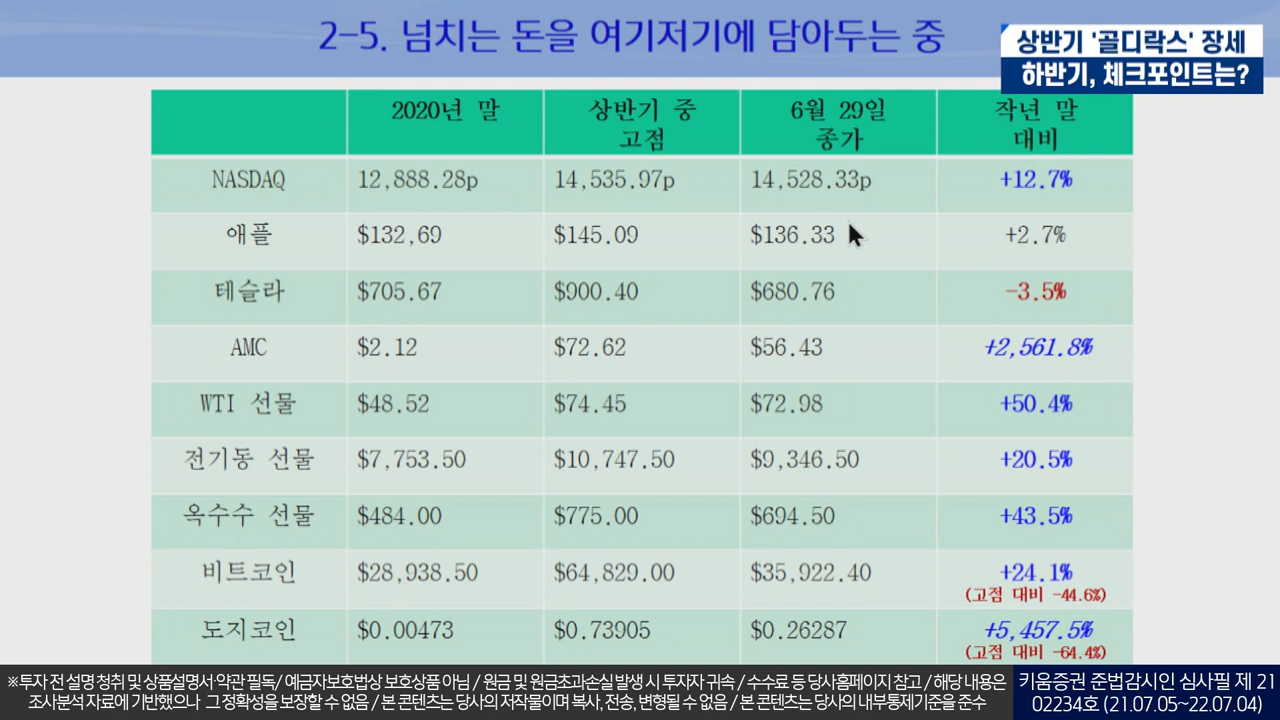 2-5. 넘치는 돈을 여기저기에 담아두는 중
상반기 '골디락스' 장세
하반기, 체크포인트는?
2020년 말 상반기 중 고점 6월 29일 종가 작년 말 대비
NASDAQ 12,888.28p 14,535.97p 14,528.33p +12.7%
애플 $132,69 $145.09 $136.33 +2.7%
테슬라 $705.67 $900.40 $680.76 -3.5%
AMC $2.12 $72.62 $56.43 +2,561.8%
WTI 선물 $48.52 $74.45 $72.98 +50.4%
전기동 선물 $7,753.50 $10,747.50 $9,346.50 +20.5%
옥수수 선물 $484.00 $775.00 $694.50 +43.5%
비트코인 $28,938.50 $64,829.00 $35,922.40 +24.1%
(고점 대비 -44.6%)
도지코인 $0.00473 $0.73905 $0.26287 +5,457.5%
(고점 대비 -64.4%)
※투자 전 설명 청취 및 상품설명서·약관 필독/ 예금자보호법상 보호상품 아님 / 원금 및 원금초과손실 발생 시 투자자 귀속 / 수수료 등 당사홈페이지 참고 / 해당 내용은
조사분석 자료에 기반했으나 그 정확성을 보장할 수 없음 / 본 콘텐츠는 당사의 저작물이며 복사, 전송, 변형될 수 없음 / 본 콘텐츠는 당사의 내부통제기준을 준수
키움증권 준법감시인 심사필 제 21
02234호 (21.07.05~22.07.04)